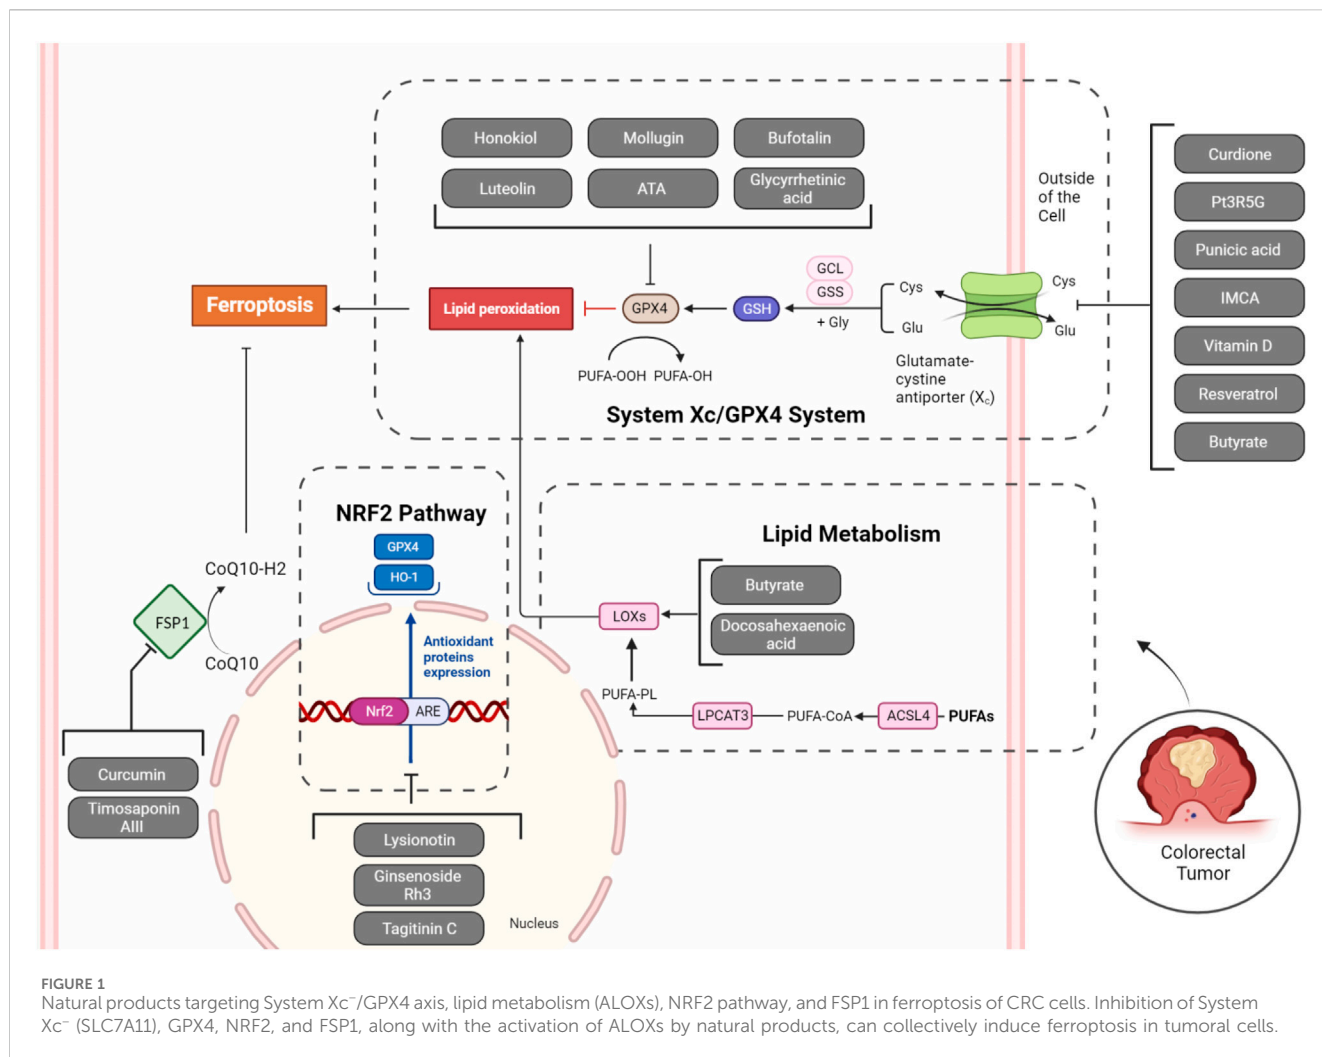 Honokiol
Mollugin
Bufotalin
Luteolin
ATA
Glycyrrhetinic
acid
Outside
of the
Cell
Curdione
Pt3R5G
Punicic acid
IMCA
Vitamin D
Resveratrol
Butyrate
Ferroptosis
Lipid peroxidation
GPX4
GSH
GCL
GSS
+ Gly
Cys
Glu
Cys
Glu
PUFA-OOH
PUFA-OH
Glutamate-
cystine
antiporter (Xc)
System Xc/GPX4 System
NRF2 Pathway
GPX4
HO-1
Antioxidant
proteins
expression
Nrf2
ARE
Lysionotin
Ginsenoside
Rh3
Tagitinin C
Nucleus
CoQ10-H2
FSP1
CoQ10
Curcumin
Timosaponin
AIII
Lipid Metabolism
Butyrate
Docosahexaenoic
acid
LOXs
PUFA-PL
LPCAT3
PUFA-CoA
ACSL4
PUFAs
Colorectal
Tumor
FIGURE 1
Natural products targeting System Xc⁻/GPX4 axis, lipid metabolism (ALOXs), NRF2 pathway, and FSP1 in ferroptosis of CRC cells. Inhibition of System
Xc⁻ (SLC7A11), GPX4, NRF2, and FSP1, along with the activation of ALOXs by natural products, can collectively induce ferroptosis in tumoral cells.